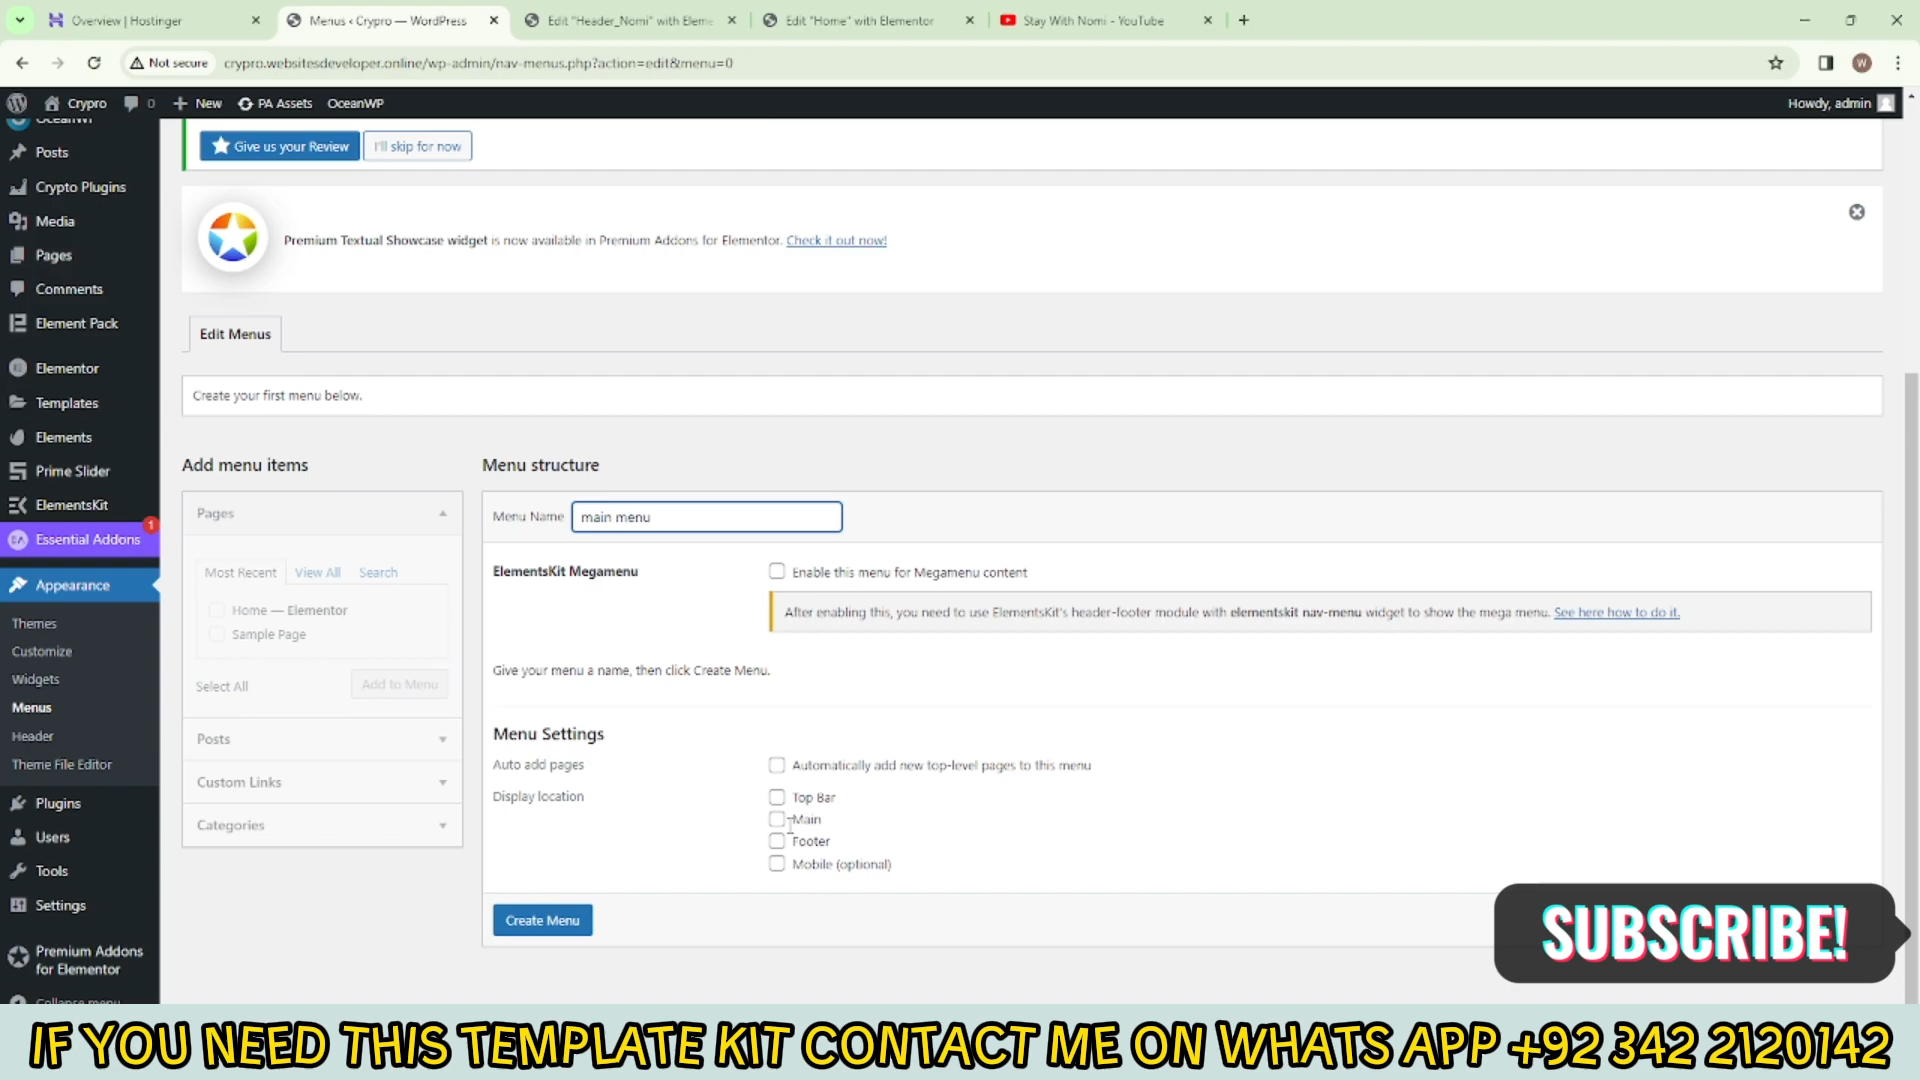 Overview | Hostinger
Menus ‹ Crypro — WordPress
Edit "Header_Nomi" with Eleme
Edit "Home" with Elementor
Stay With Nomi - YouTube
Not secure
crypro.websitesdeveloper.online/wp-admin/nav-menus.php?action=edit&menu=0
W
Crypro
0
New
PA Assets
OceanWP
Howdy, admin
OceanWP
Posts
Crypto Plugins
Media
Pages
Comments
Element Pack
Elementor
Templates
Elements
Prime Slider
ElementsKit
Essential Addons
1
Appearance
Themes
Customize
Widgets
Menus
Header
Theme File Editor
Plugins
Users
Tools
Settings
Premium Addons
for Elementor
Collapse menu
Give us your Review
I'll skip for now
Premium Textual Showcase widget is now available in Premium Addons for Elementor. Check it out now!
Edit Menus
Create your first menu below.
Add menu items
Pages
Most Recent
View All
Search
Home — Elementor
Sample Page
Select All
Add to Menu
Posts
Custom Links
Categories
Menu structure
Menu Name
main menu
ElementsKit Megamenu
Enable this menu for Megamenu content
After enabling this, you need to use ElementsKit's header-footer module with elementskit nav-menu widget to show the mega menu. See here how to do it.
Give your menu a name, then click Create Menu.
Menu Settings
Auto add pages
Automatically add new top-level pages to this menu
Display location
Top Bar
Main
Footer
Mobile (optional)
Create Menu
SUBSCRIBE!
IF YOU NEED THIS TEMPLATE KIT CONTACT ME ON WHATS APP +92 342 2120142